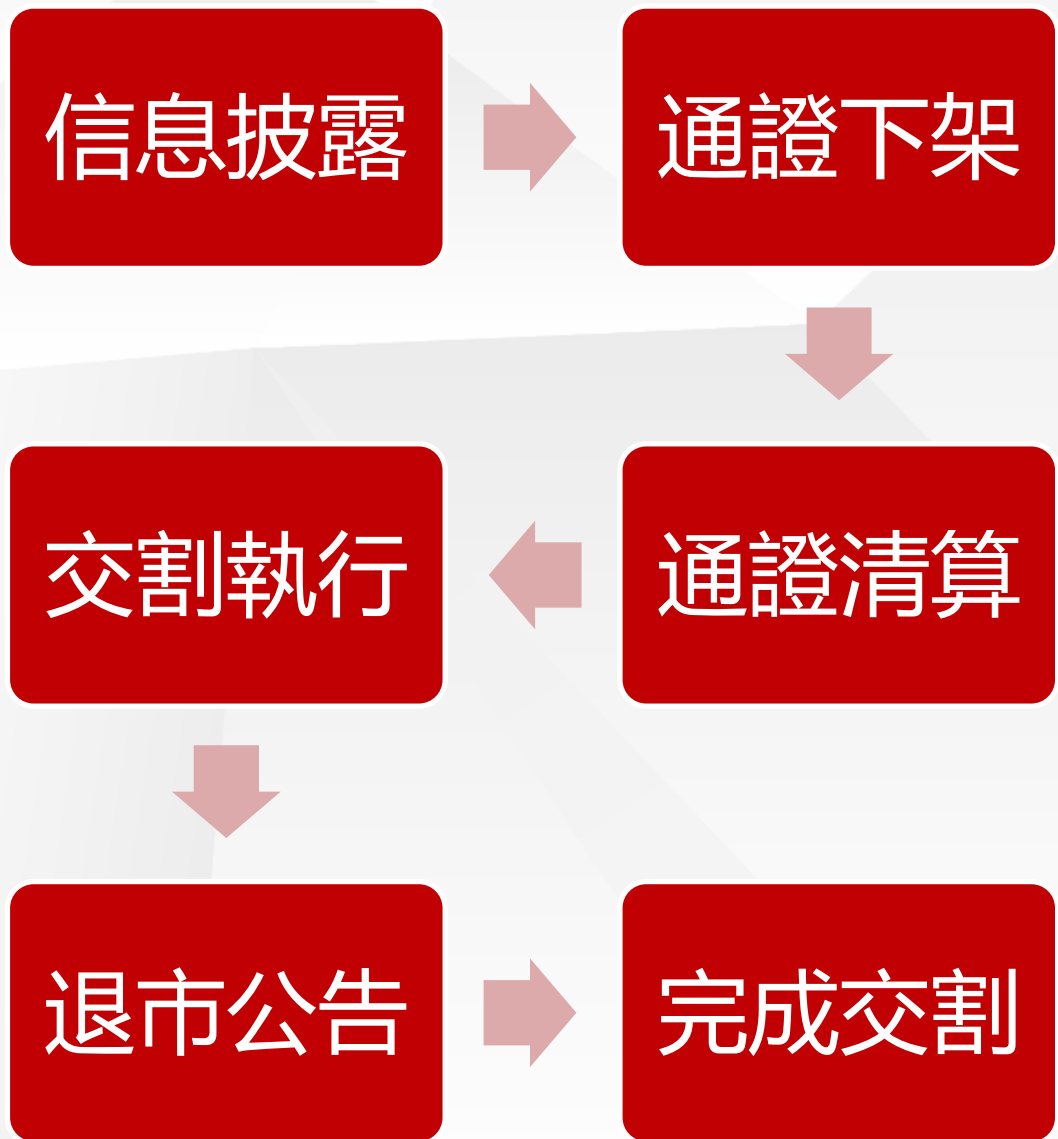 信息披露
通證下架
通證清算
交割執行
退市公告
完成交割